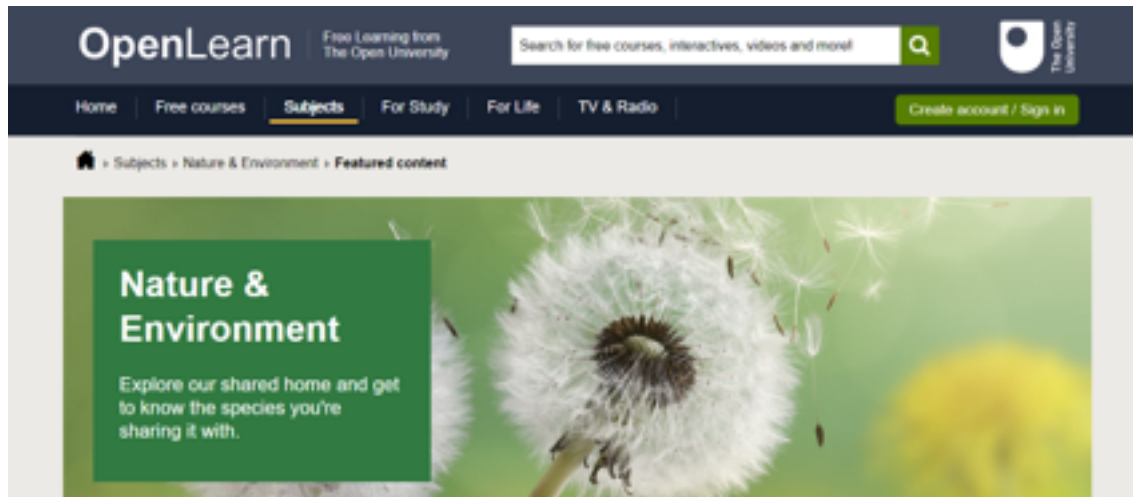 OpenLearn
Free Learning from
The Open University
Search for free courses, interactives, videos and more!
The Open
University
Home Free courses Subjects For Study For Life TV & Radio
Create account / Sign in
» Subjects » Nature & Environment » Featured content
Nature &
Environment
Explore our shared home and get
to know the species you're
sharing it with.